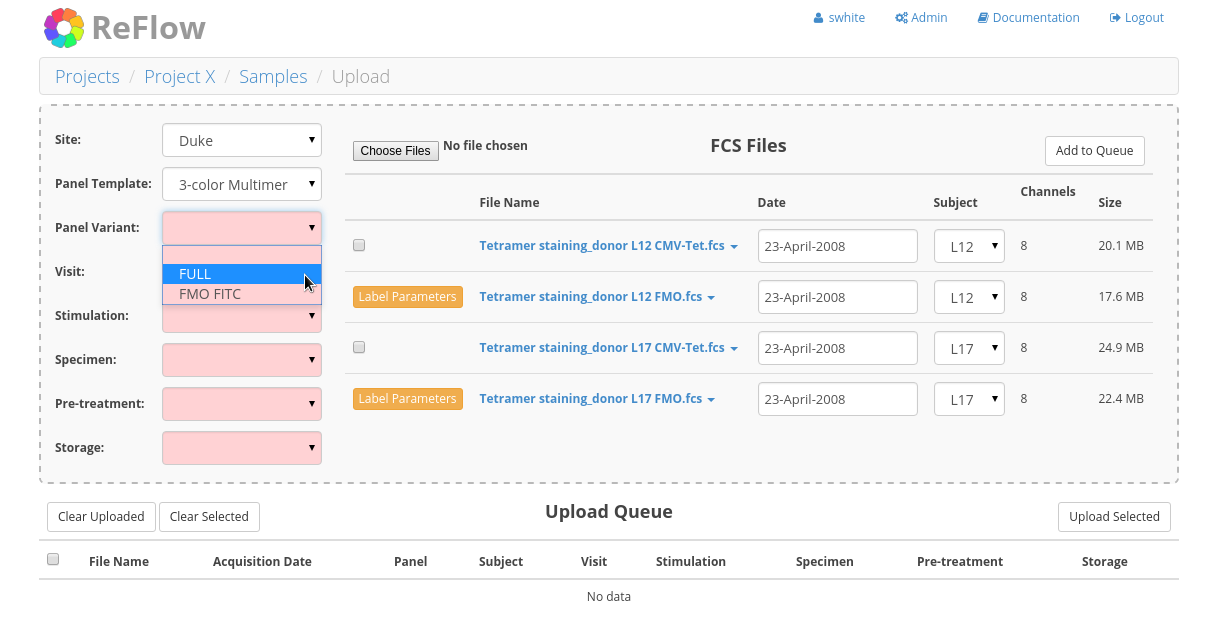 ReFlow
swhite Admin Documentation Logout
Projects / Project X / Samples / Upload
Site: Duke
Panel Template: 3-color Multimer
Panel Variant:
FULL
FMO FITC
Visit:
Stimulation:
Specimen:
Pre-treatment:
Storage:
Choose Files No file chosen FCS Files Add to Queue
File Name Date Subject Channels Size
Tetramer staining_donor L12 CMV-Tet.fcs 23-April-2008 L12 8 20.1 MB
Label Parameters Tetramer staining_donor L12 FMO.fcs 23-April-2008 L12 8 17.6 MB
Tetramer staining_donor L17 CMV-Tet.fcs 23-April-2008 L17 8 24.9 MB
Label Parameters Tetramer staining_donor L17 FMO.fcs 23-April-2008 L17 8 22.4 MB
Clear Uploaded Clear Selected Upload Queue Upload Selected
File Name Acquisition Date Panel Subject Visit Stimulation Specimen Pre-treatment Storage
No data